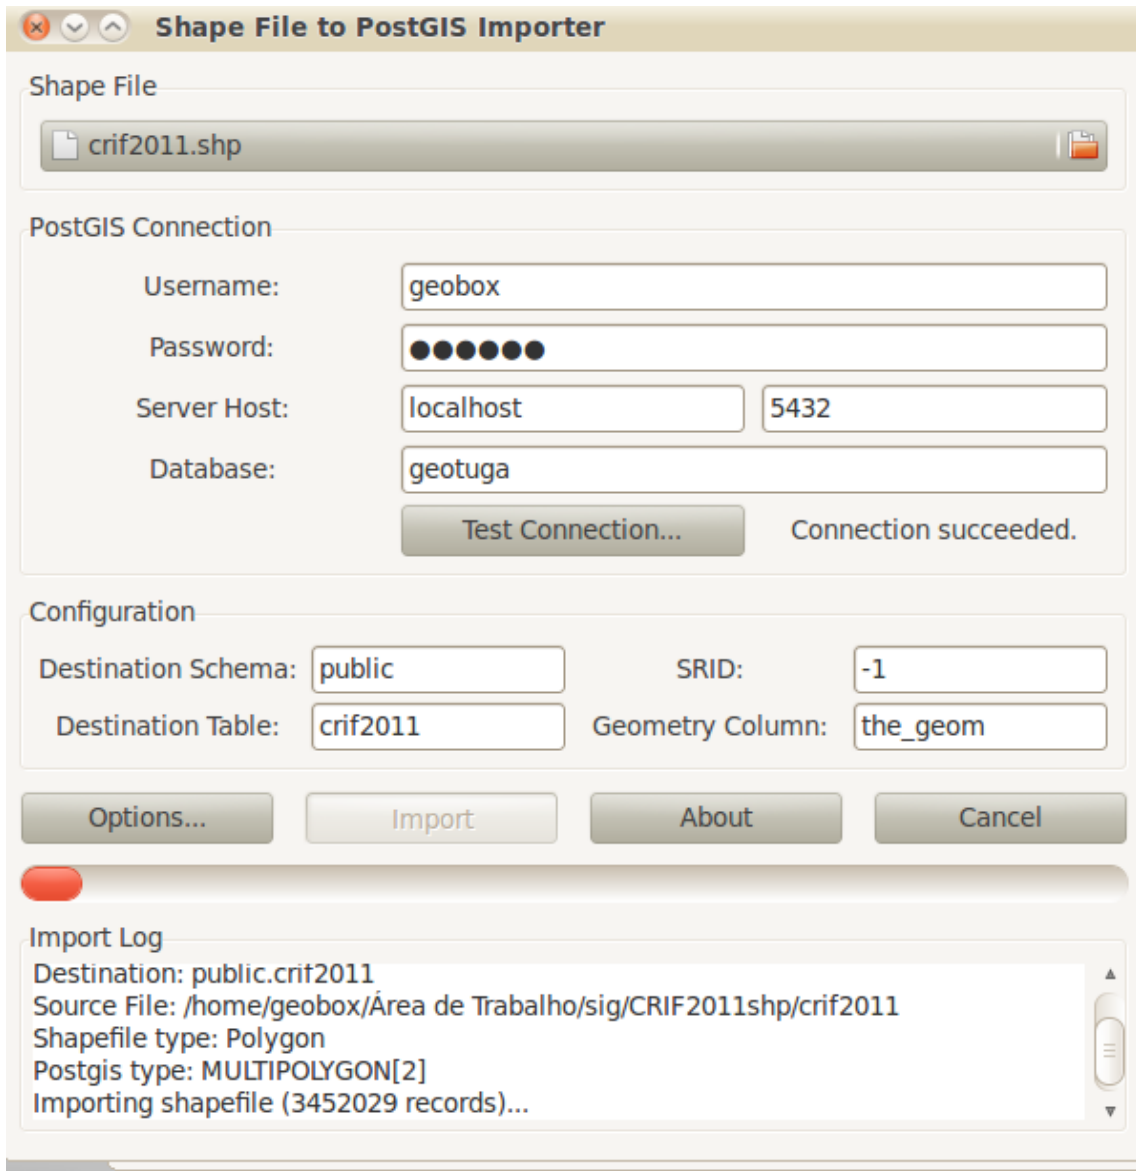 Shape File to PostGIS Importer
Shape File
crif2011.shp
PostGIS Connection
Username: geobox
Password: ●●●●●●
Server Host: localhost 5432
Database: geotuga
Test Connection... Connection succeeded.
Configuration
Destination Schema: public SRID: -1
Destination Table: crif2011 Geometry Column: the_geom
Options... Import About Cancel
Import Log
Destination: public.crif2011
Source File: /home/geobox/Área de Trabalho/sig/CRIF2011shp/crif2011
Shapefile type: Polygon
Postgis type: MULTIPOLYGON[2]
Importing shapefile (3452029 records)...